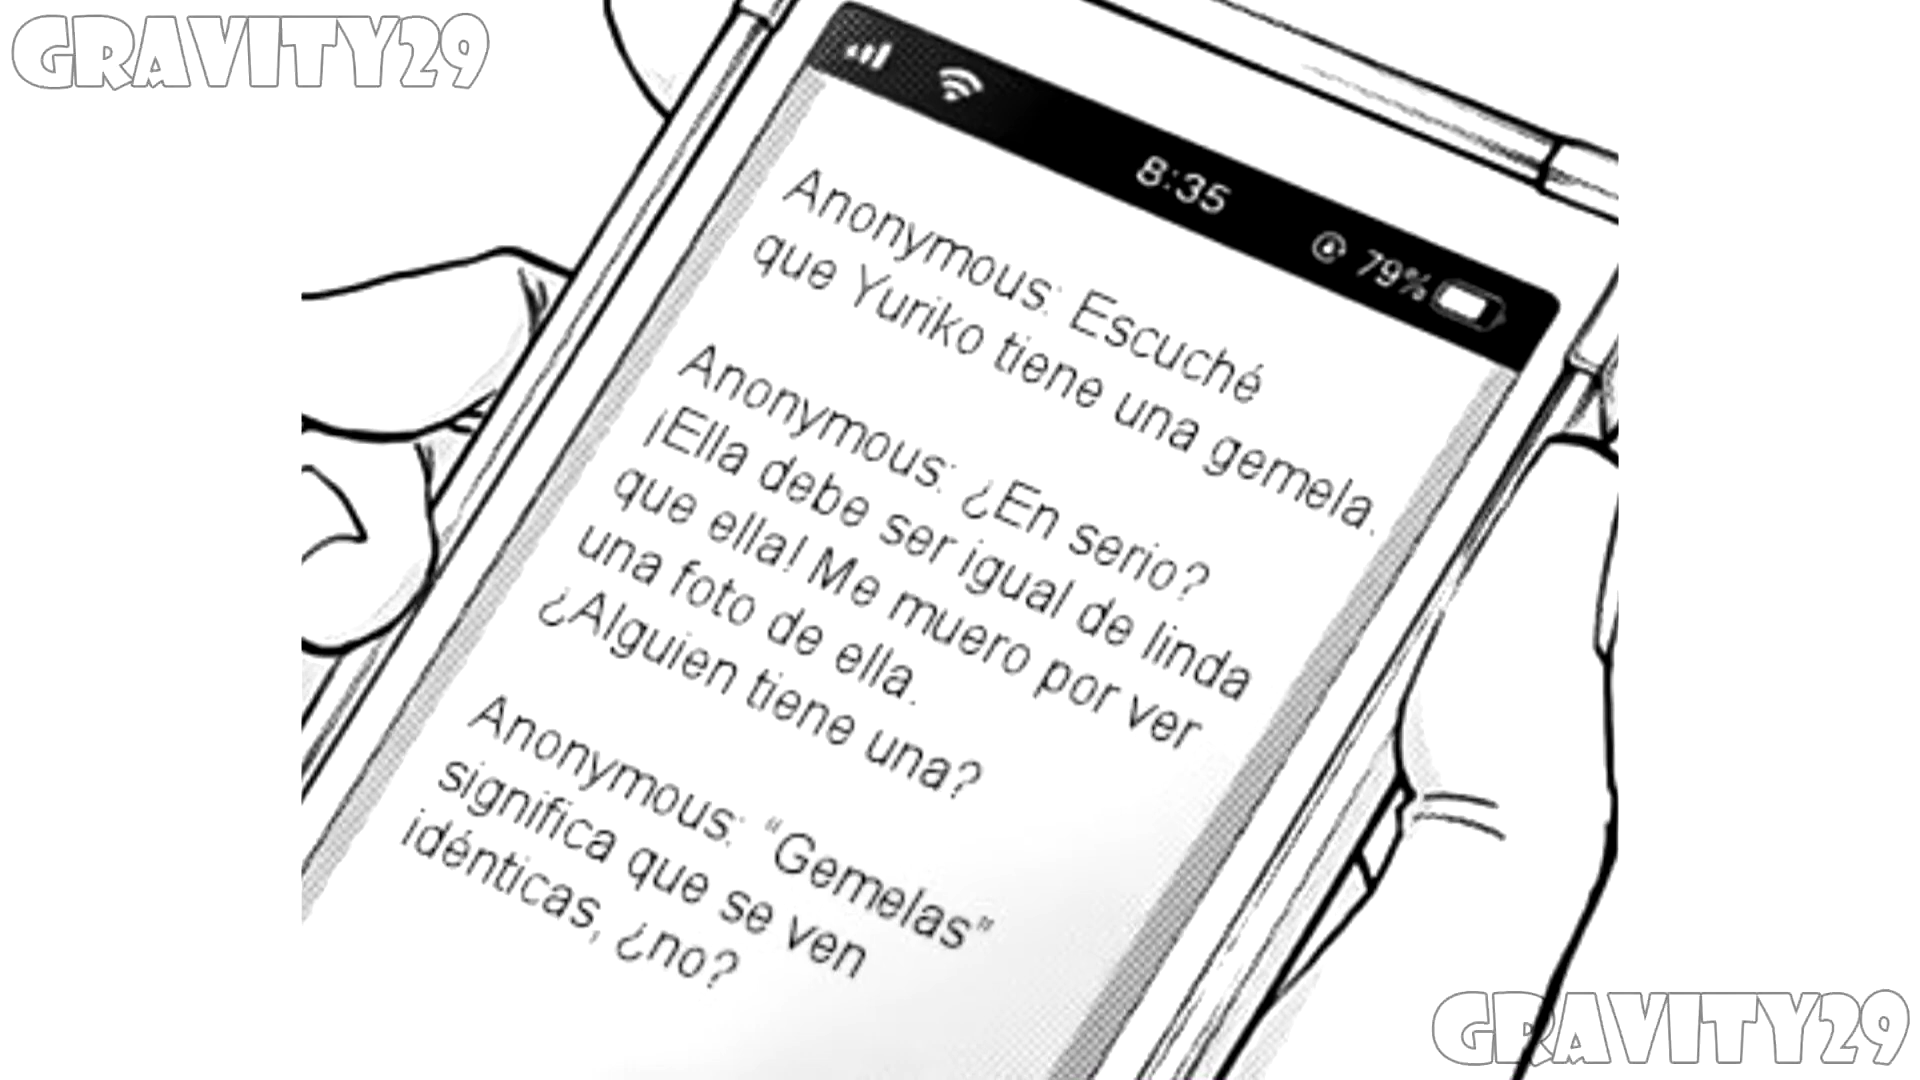 GRAVITY29
8:35
79%
Anonymous: Escuché
que Yuriko tiene una gemela.
Anonymous: ¿En serio?
¡Ella debe ser igual de linda
que ella! Me muero por ver
una foto de ella.
¿Alguien tiene una?
Anonymous: "Gemelas"
significa que se ven
idénticas, ¿no?
GRAVITY29